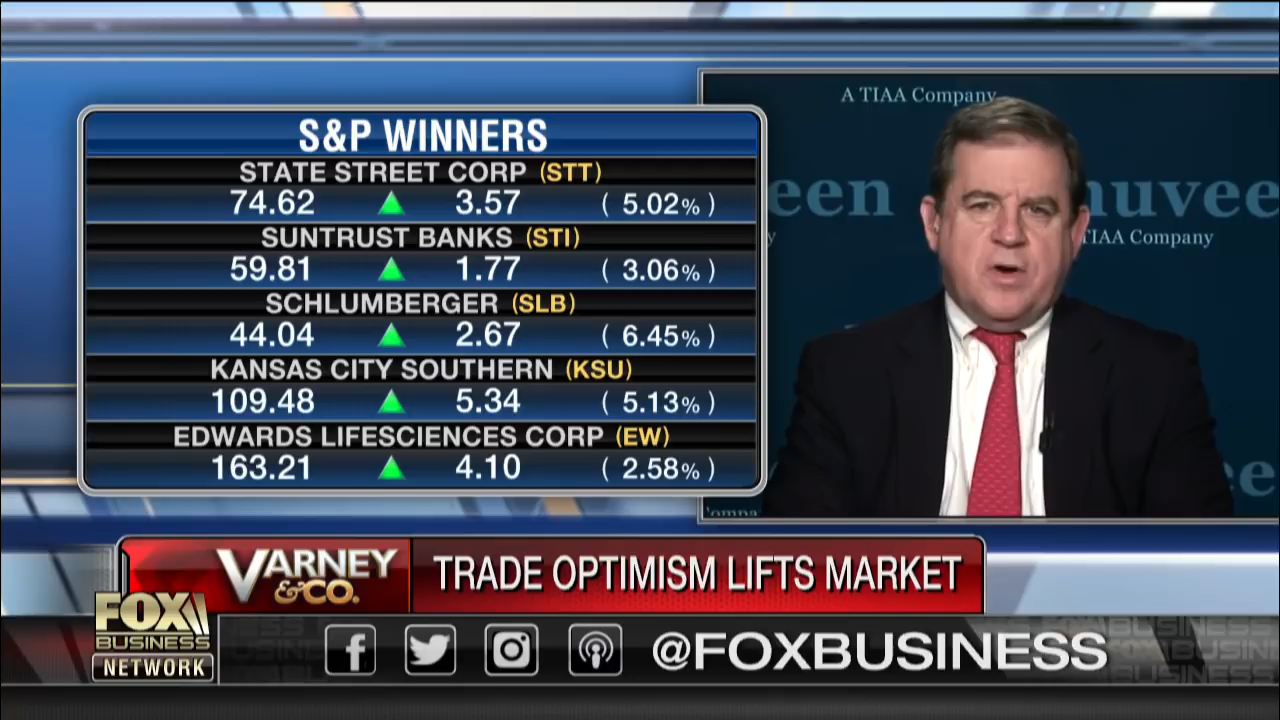 S&P WINNERS
STATE STREET CORP (STT)
74.62 ▲ 3.57 ( 5.02% )
SUNTRUST BANKS (STI)
59.81 ▲ 1.77 ( 3.06% )
SCHLUMBERGER (SLB)
44.04 ▲ 2.67 ( 6.45% )
KANSAS CITY SOUTHERN (KSU)
109.48 ▲ 5.34 ( 5.13% )
EDWARDS LIFESCIENCES CORP (EW)
163.21 ▲ 4.10 ( 2.58% )
A TIAA Company
een nuvee
TIAA Company
VARNEY
&CO.
TRADE OPTIMISM LIFTS MARKET
FOX
BUSINESS
NETWORK
@FOXBUSINESS